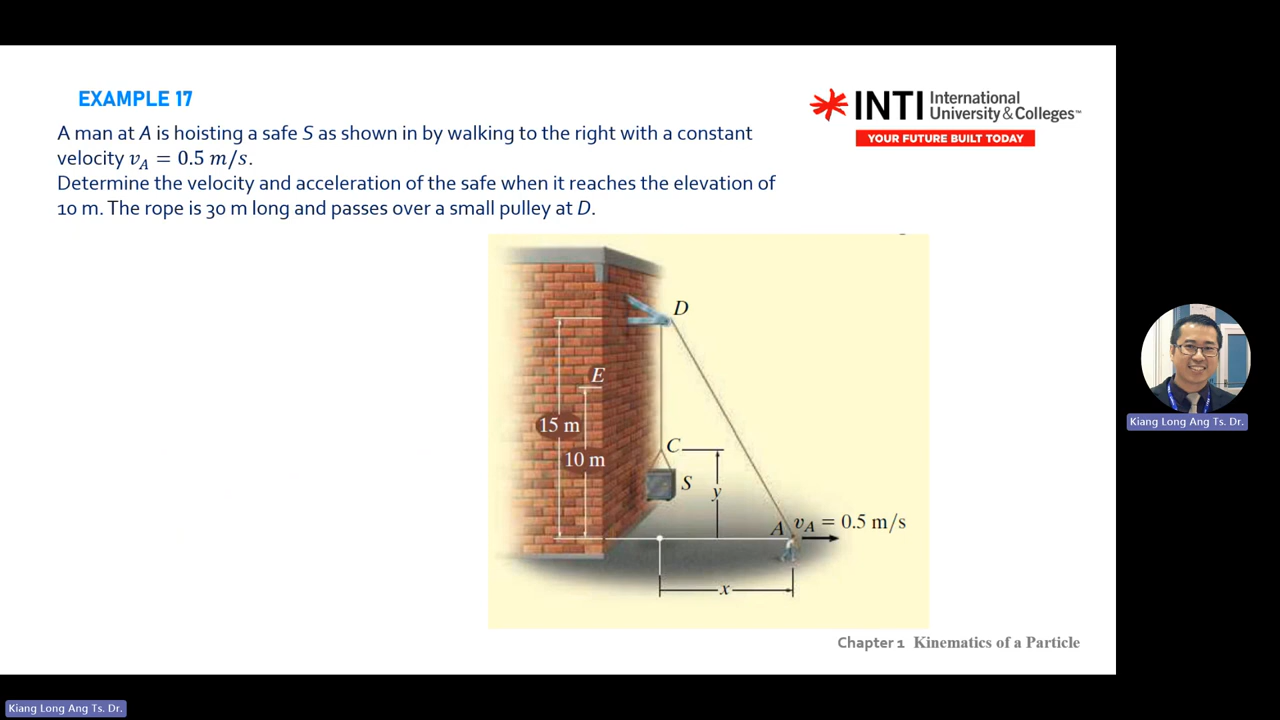 EXAMPLE 17
A man at A is hoisting a safe S as shown in by walking to the right with a constant
velocity v_A = 0.5 m/s.
Determine the velocity and acceleration of the safe when it reaches the elevation of
10 m. The rope is 30 m long and passes over a small pulley at D.
INTI International
University & Colleges™
YOUR FUTURE BUILT TODAY
D
E
15 m
C
10 m
S
y
A v_A = 0.5 m/s
x
Kiang Long Ang Ts. Dr.
Chapter 1 Kinematics of a Particle
Kiang Long Ang Ts. Dr.